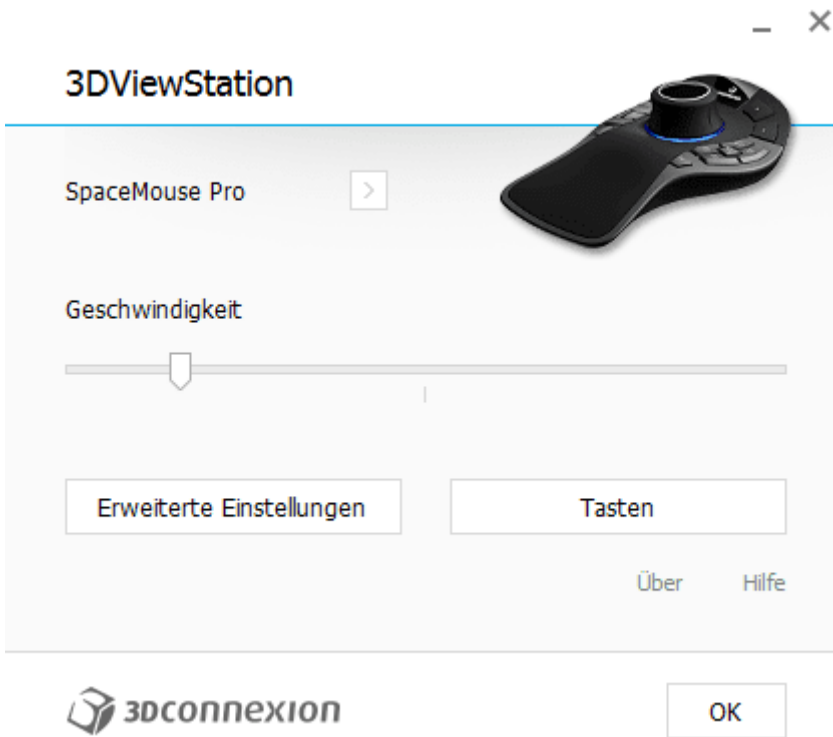 3DViewStation
SpaceMouse Pro
Geschwindigkeit
Erweiterte Einstellungen
Tasten
Über
Hilfe
3Dconnexion
OK